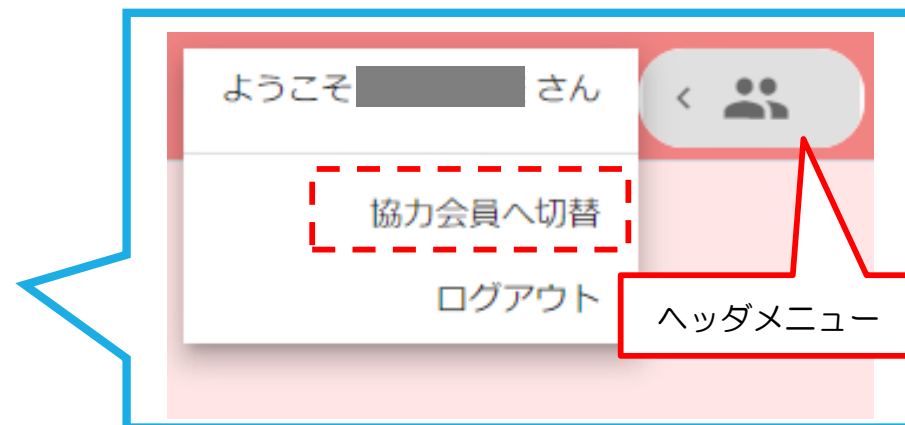 ようこそ さん
協力会員へ切替
ログアウト
ヘッダメニュー